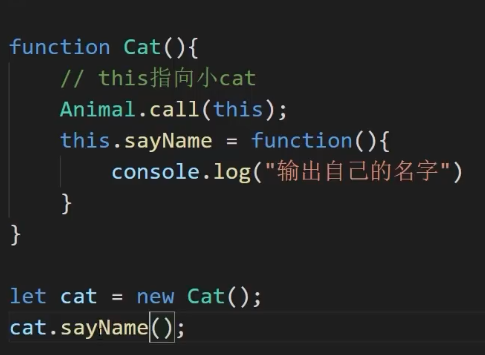 function Cat(){
    // this指向小cat
    Animal.call(this);
    this.sayName = function(){
        console.log("输出自己的名字")
    }
}
let cat = new Cat();
cat.sayName();